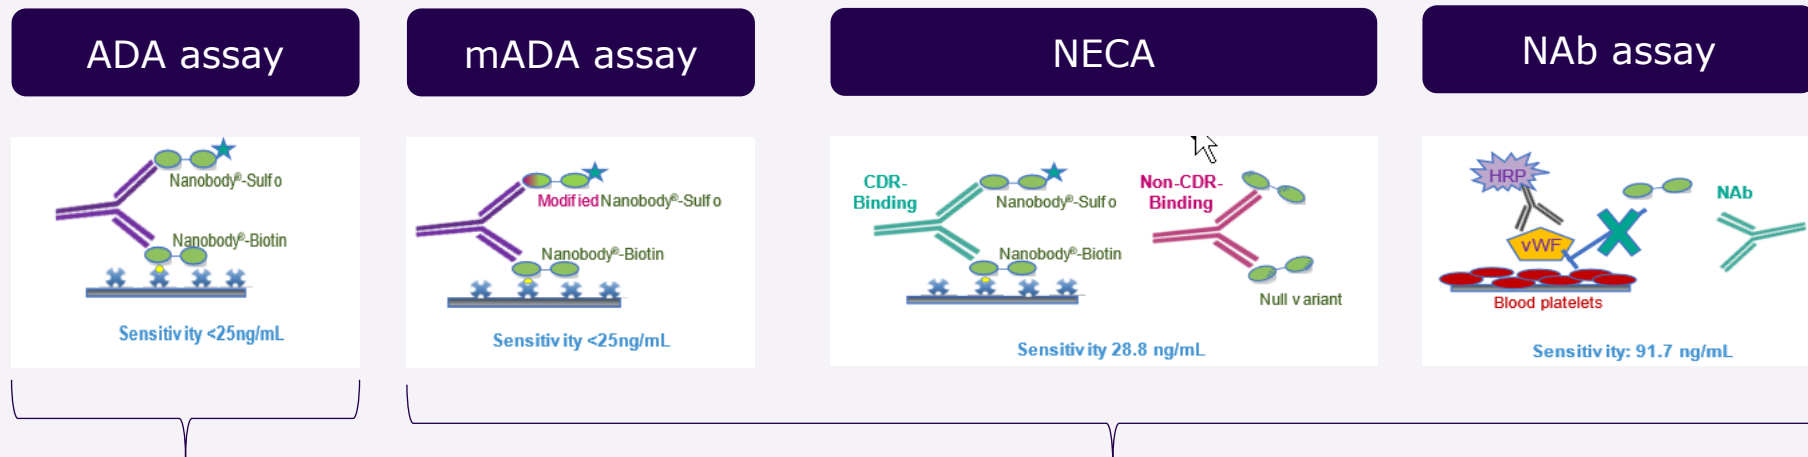 ADA assay
mADA assay
NECA
NAb assay
Nanobody®-Sulfo
Nanobody®-Biotin
Sensitivity <25ng/mL
Modified Nanobody®-Sulfo
Nanobody®-Biotin
Sensitivity <25ng/mL
CDR-
Binding
Nanobody®-Sulfo
Nanobody®-Biotin
Non-CDR-
Binding
Null variant
Sensitivity 28.8 ng/mL
HRP
vWF
NAb
Blood platelets
Sensitivity: 91.7 ng/mL